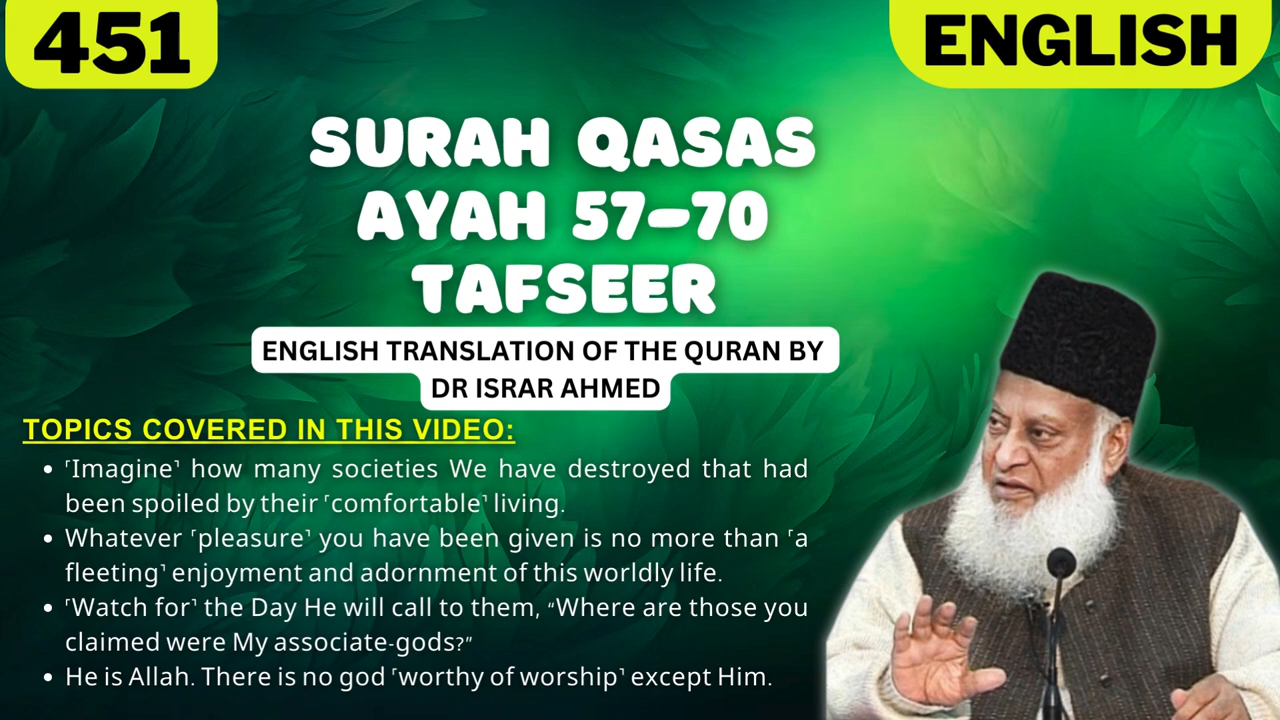 451
ENGLISH
SURAH QASAS
AYAH 57–70
TAFSEER
ENGLISH TRANSLATION OF THE QURAN BY
DR ISRAR AHMED
TOPICS COVERED IN THIS VIDEO:
• ˹Imagine˺ how many societies We have destroyed that had
been spoiled by their ˹comfortable˺ living.
• Whatever ˹pleasure˺ you have been given is no more than ˹a
fleeting˺ enjoyment and adornment of this worldly life.
• ˹Watch for˺ the Day He will call to them, “Where are those you
claimed were My associate-gods?”
• He is Allah. There is no god ˹worthy of worship˺ except Him.